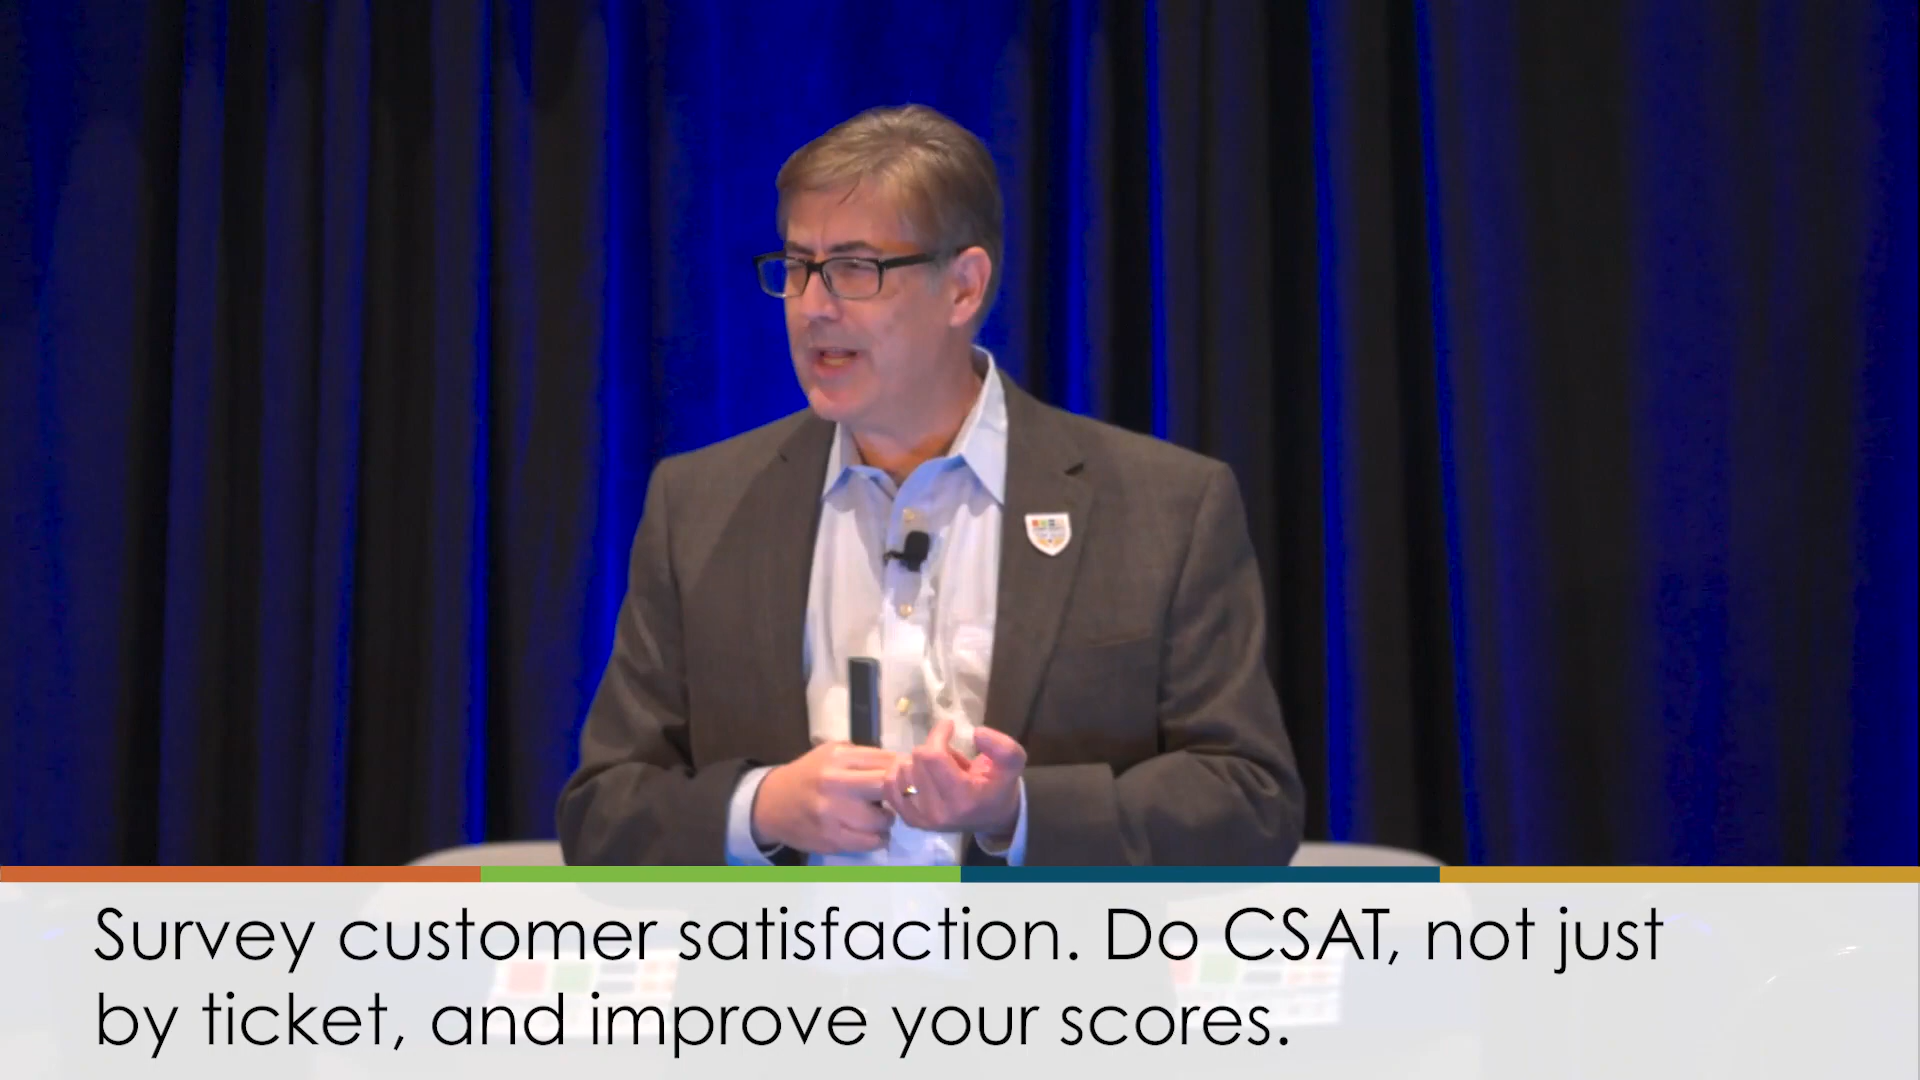 Survey customer satisfaction. Do CSAT, not just
by ticket, and improve your scores.